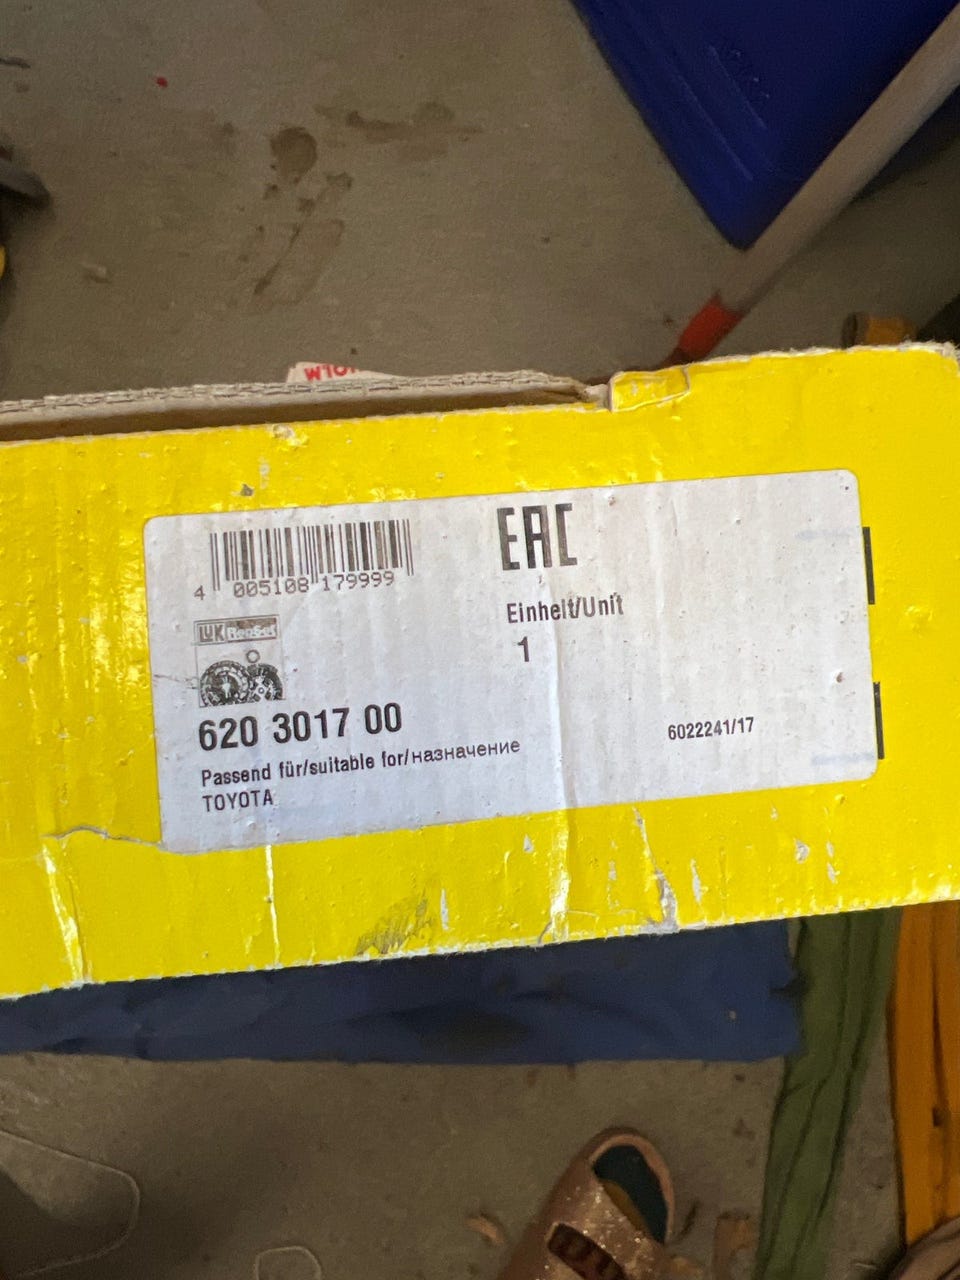 EAC
4 005108 179999
LUK RepSet
Einheit/Unit
1
620 3017 00
6022241/17
Passend für/suitable for/назначение
TOYOTA